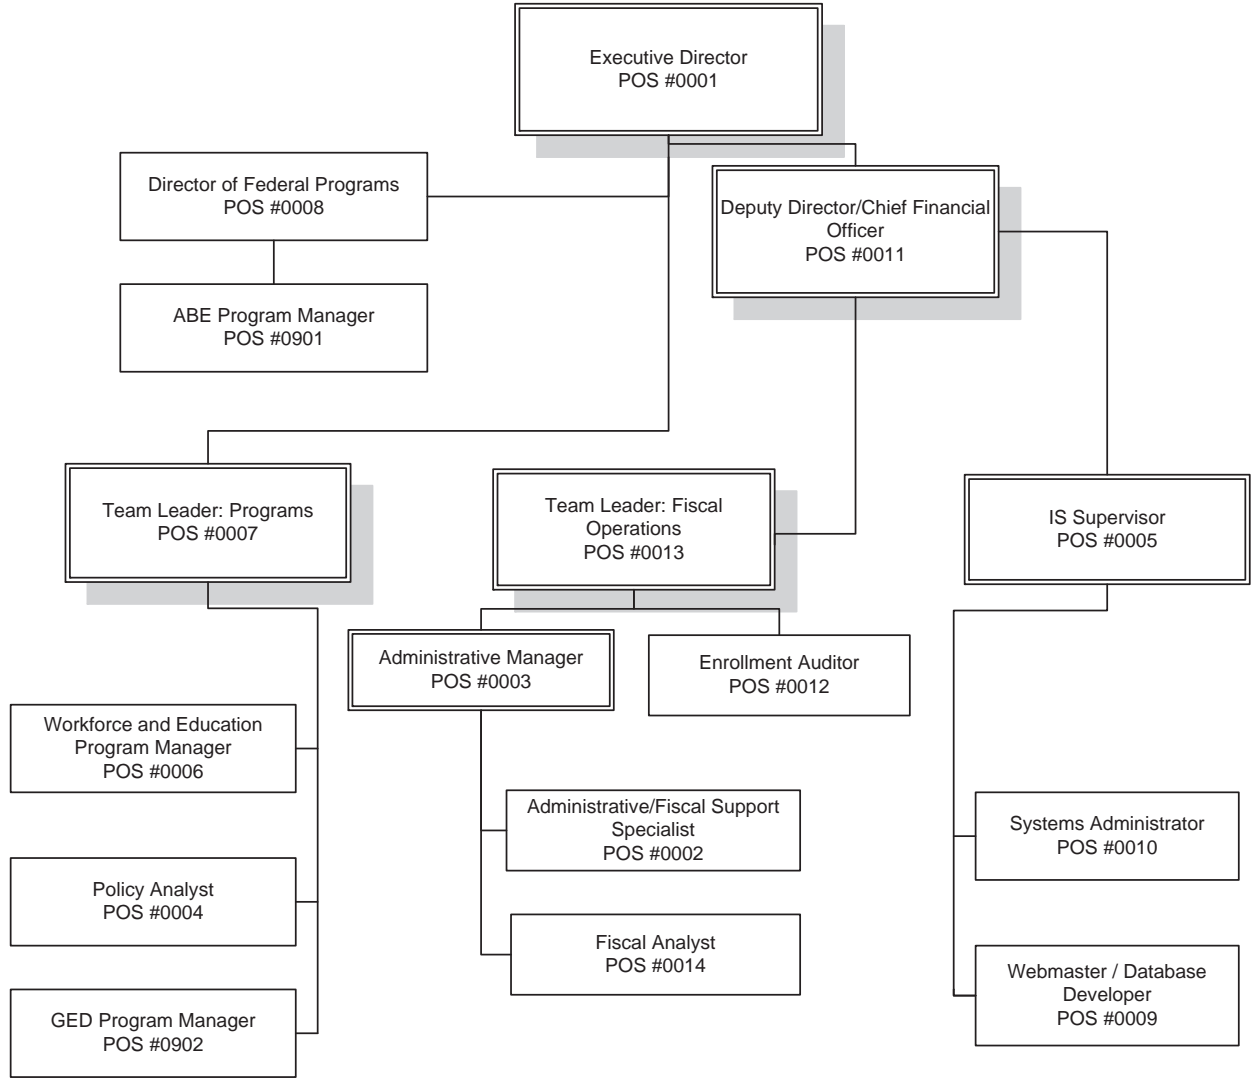 Executive Director
POS #0001
Director of Federal Programs
POS #0008
Deputy Director/Chief Financial
Officer
POS #0011
ABE Program Manager
POS #0901
Team Leader: Programs
POS #0007
Team Leader: Fiscal
Operations
POS #0013
IS Supervisor
POS #0005
Administrative Manager
POS #0003
Enrollment Auditor
POS #0012
Workforce and Education
Program Manager
POS #0006
Administrative/Fiscal Support
Specialist
POS #0002
Systems Administrator
POS #0010
Policy Analyst
POS #0004
Fiscal Analyst
POS #0014
Webmaster / Database
Developer
POS #0009
GED Program Manager
POS #0902